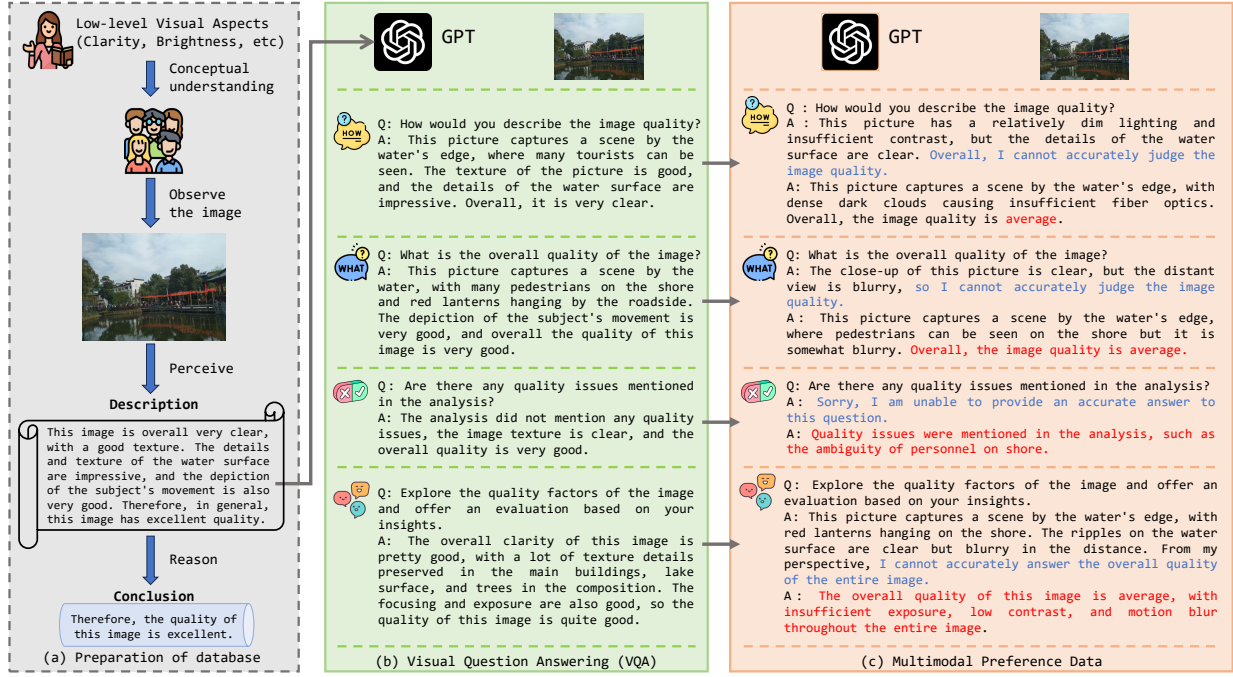 Low-level Visual Aspects
(Clarity, Brightness, etc)
Conceptual
understanding
Observe
the image
Perceive
Description
This image is overall very clear,
with a good texture. The details
and texture of the water surface
are impressive, and the depiction
of the subject's movement is also
very good. Therefore, in general,
this image has excellent quality.
Reason
Conclusion
Therefore, the quality of
this image is excellent.
(a) Preparation of database
GPT
HOW
Q: How would you describe the image quality?
A: This picture captures a scene by the
water's edge, where many tourists can be
seen. The texture of the picture is good,
and the details of the water surface are
impressive. Overall, it is very clear.
WHAT
Q: What is the overall quality of the image?
A: This picture captures a scene by the
water, with many pedestrians on the shore
and red lanterns hanging by the roadside.
The depiction of the subject's movement is
very good, and overall the quality of this
image is very good.
Q: Are there any quality issues mentioned
in the analysis?
A: The analysis did not mention any quality
issues, the image texture is clear, and the
overall quality is very good.
Q: Explore the quality factors of the image
and offer an evaluation based on your
insights.
A: The overall clarity of this image is
pretty good, with a lot of texture details
preserved in the main buildings, lake
surface, and trees in the composition. The
focusing and exposure are also good, so the
quality of this image is quite good.
(b) Visual Question Answering (VQA)
GPT
HOW
Q : How would you describe the image quality?
A : This picture has a relatively dim lighting and
insufficient contrast, but the details of the water
surface are clear. Overall, I cannot accurately judge the
image quality.
A: This picture captures a scene by the water's edge, with
dense dark clouds causing insufficient fiber optics.
Overall, the image quality is average.
WHAT
Q: What is the overall quality of the image?
A: The close-up of this picture is clear, but the distant
view is blurry, so I cannot accurately judge the image
quality.
A: This picture captures a scene by the water's edge,
where pedestrians can be seen on the shore but it is
somewhat blurry. Overall, the image quality is average.
Q: Are there any quality issues mentioned in the analysis?
A: Sorry, I am unable to provide an accurate answer to
this question.
A: Quality issues were mentioned in the analysis, such as
the ambiguity of personnel on shore.
Q: Explore the quality factors of the image and offer an
evaluation based on your insights.
A: This picture captures a scene by the water's edge, with
red lanterns hanging on the shore. The ripples on the water
surface are clear but blurry in the distance. From my
perspective, I cannot accurately answer the overall quality
of the entire image.
A : The overall quality of this image is average, with
insufficient exposure, low contrast, and motion blur
throughout the entire image.
(c) Multimodal Preference Data